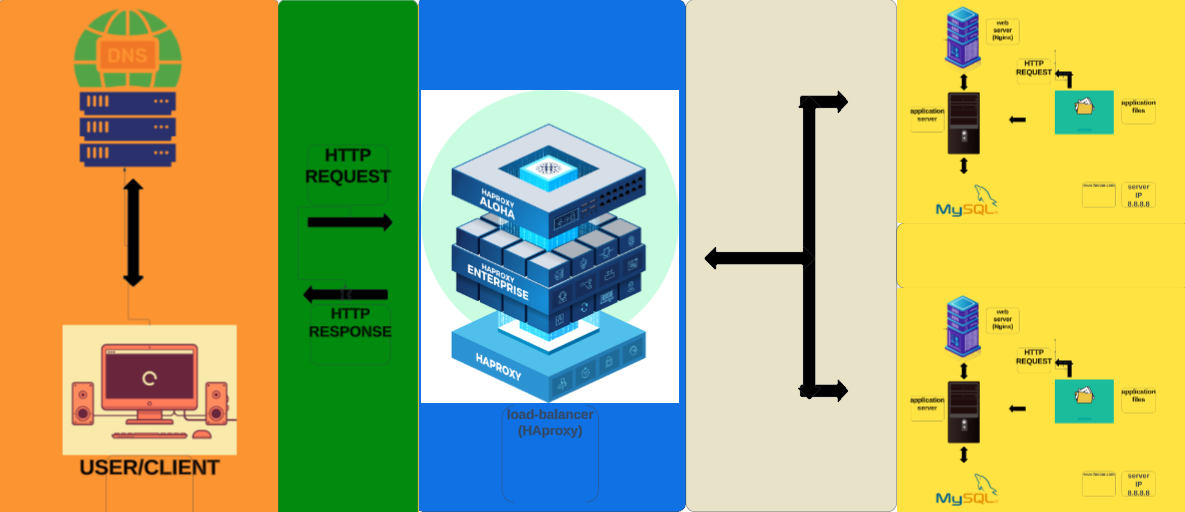 DNS
USER/CLIENT
HTTP
REQUEST
HTTP
RESPONSE
HAPROXY
ALOHA
HAPROXY
ENTERPRISE
HAPROXY
load-balancer
(HAproxy)
web
server
(Nginx)
HTTP
REQUEST
application
server
application
files
MySQL
server
IP
8.8.8.8
web
server
(Nginx)
HTTP
REQUEST
application
server
application
files
MySQL
server
IP
8.8.8.8